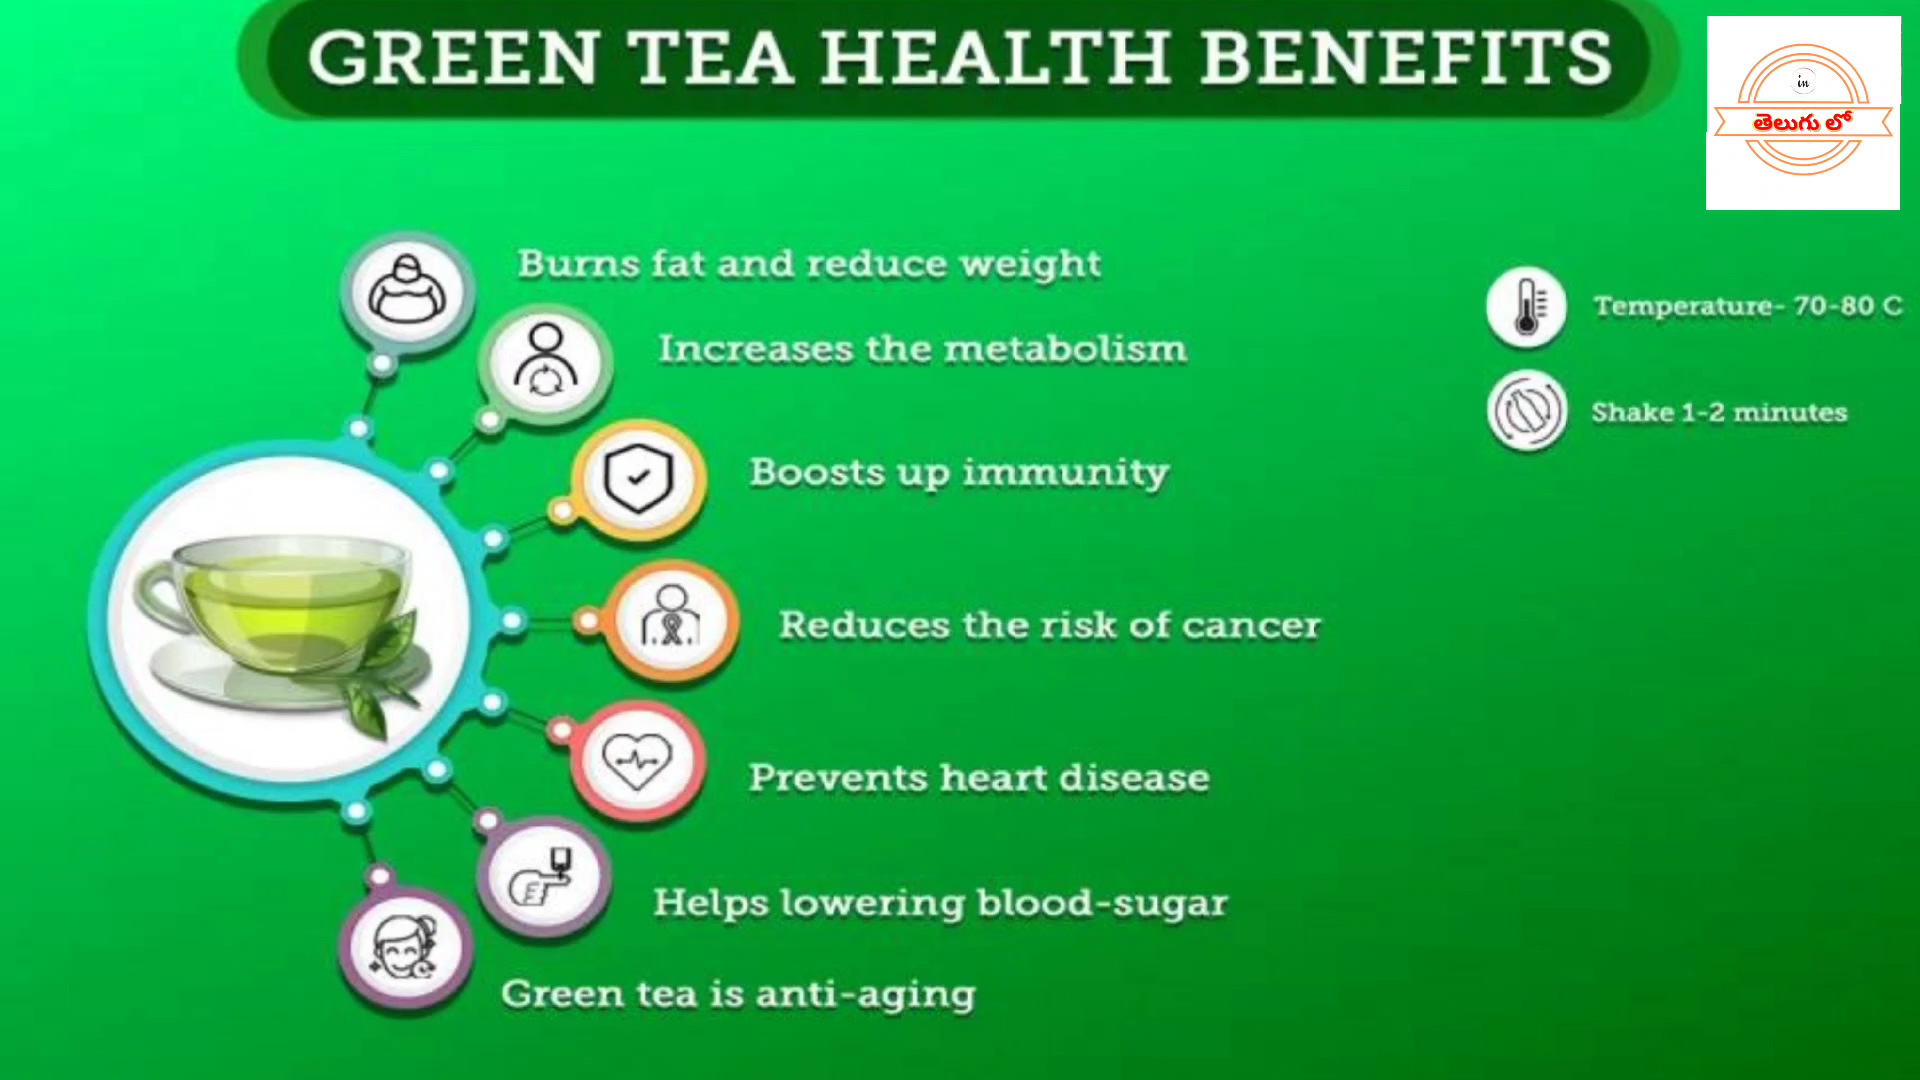 GREEN TEA HEALTH BENEFITS
in
తెలుగు లో
Burns fat and reduce weight
Increases the metabolism
Boosts up immunity
Reduces the risk of cancer
Prevents heart disease
Helps lowering blood-sugar
Green tea is anti-aging
Temperature- 70-80 C
Shake 1-2 minutes